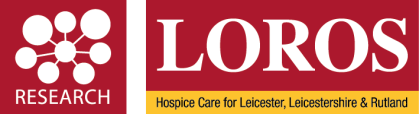 RESEARCH
LOROS
Hospice Care for Leicester, Leicestershire & Rutland